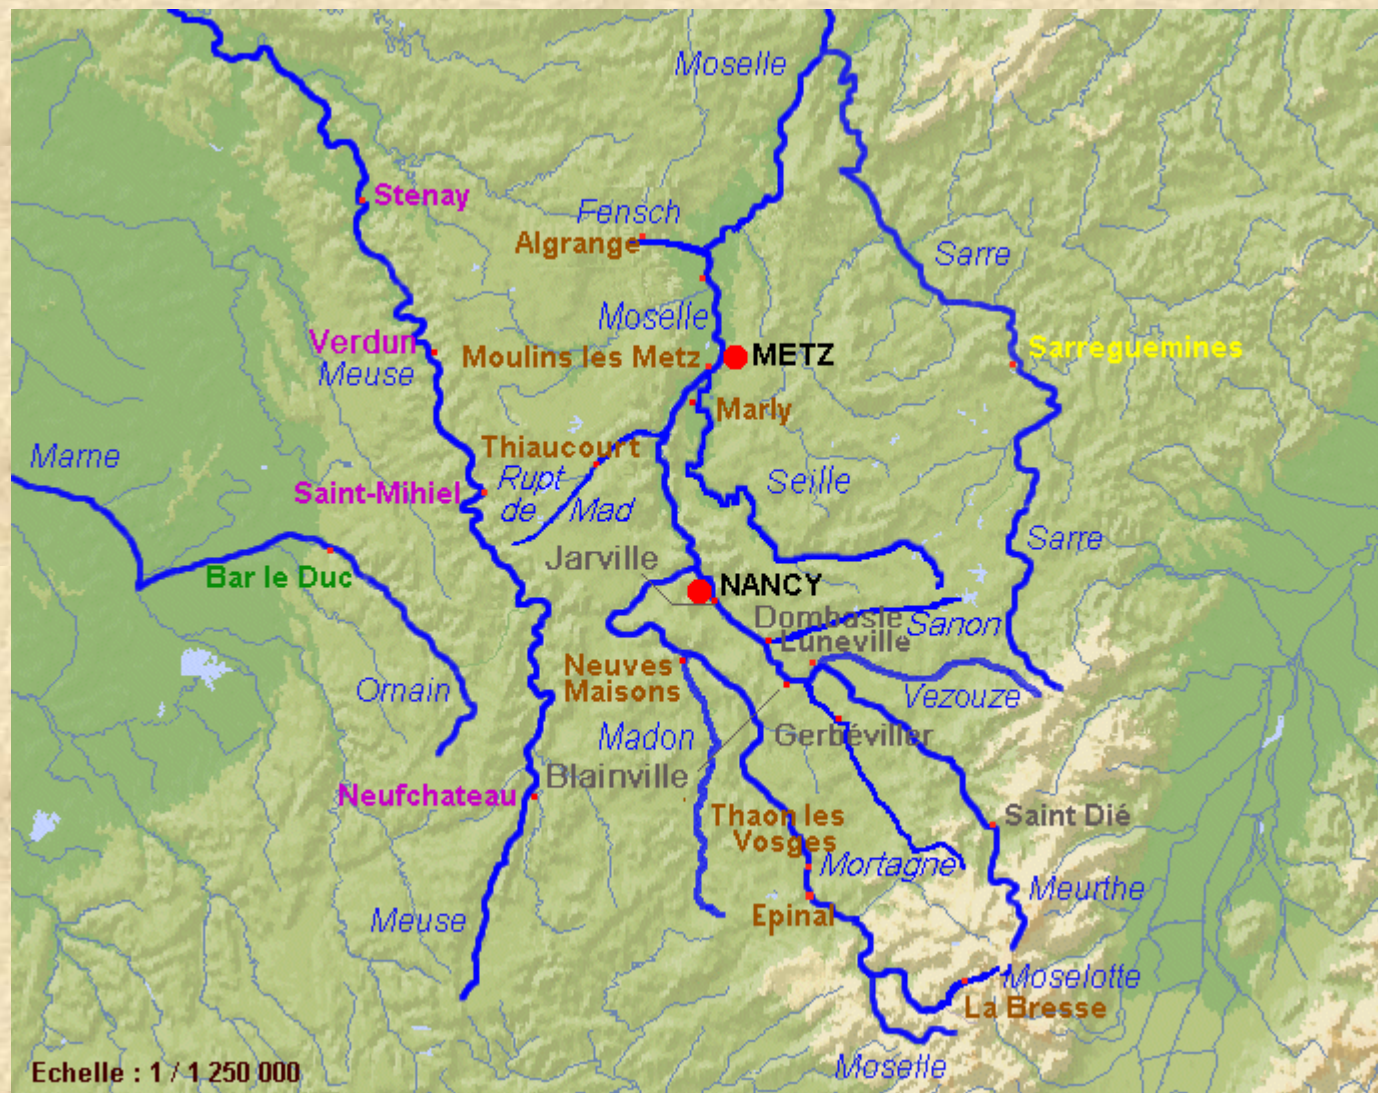 Moselle
Stenay
Fensch
Algrange
Sarre
Moselle
Verdun
Meuse
Moulins les Metz
METZ
Sarreguemines
Marly
Thiaucourt
Marne
Saint-Mihiel
Rupt
de Mad
Seille
Sarre
Jarville
Bar le Duc
NANCY
Dombasle
Sanon
Luneville
Neuves
Maisons
Ornain
Vezouze
Madon
Gerbéviller
Blainville
Neufchateau
Thaon les
Vosges
Saint Dié
Mortagne
Meurthe
Meuse
Epinal
Moselotte
La Bresse
Moselle
Echelle : 1 / 1 250 000